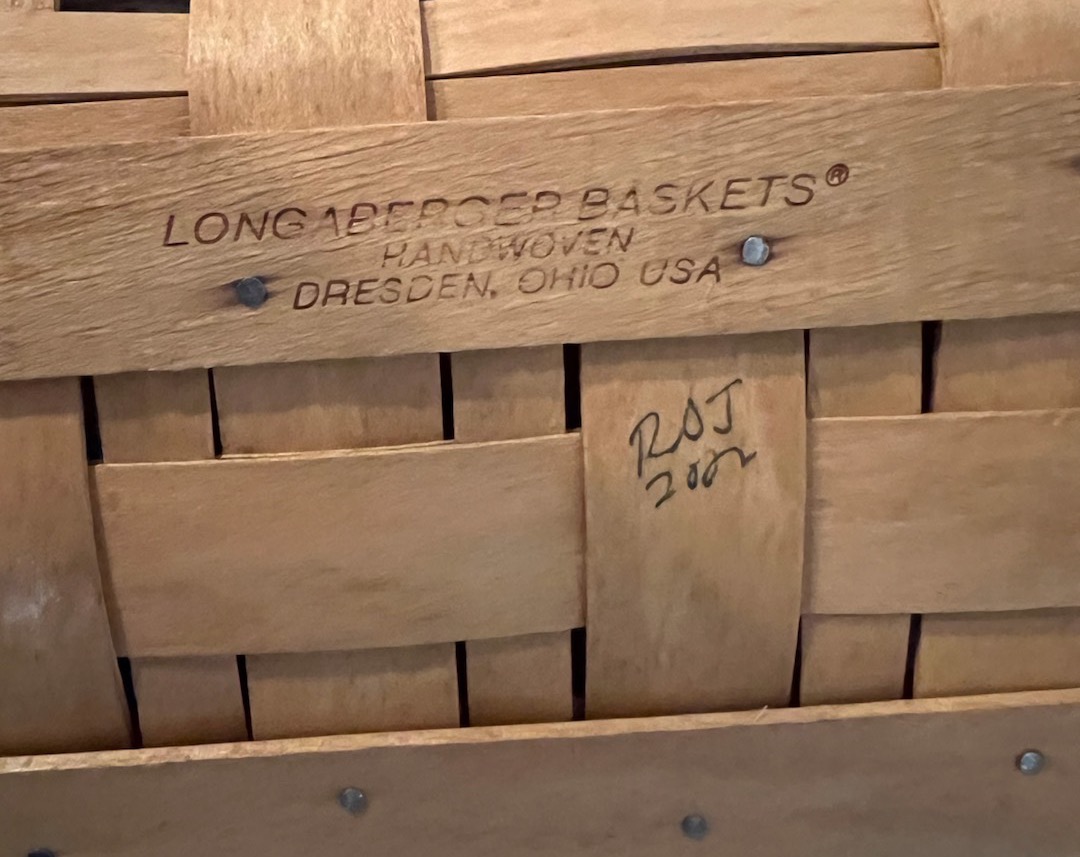 LONGABERGER BASKETS®
HANDWOVEN
DRESDEN, OHIO USA
ROJ
2002